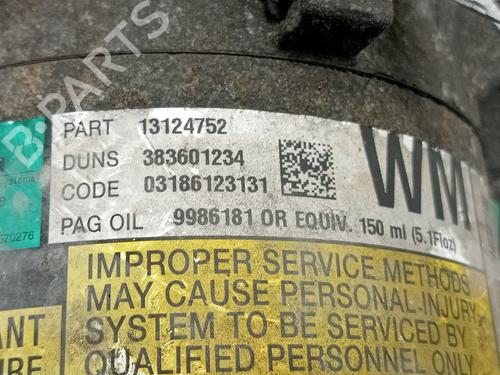 PART 13124752
DUNS 383601234
CODE 03186123131
PAG OIL 9986181 OR EQUIV. 150 ml (5.1Floz)
WM
670276
IMPROPER SERVICE METHODS
MAY CAUSE PERSONAL INJURY
SYSTEM TO BE SERVICED BY
QUALIFIED PERSONNEL ONLY
B-PARTS